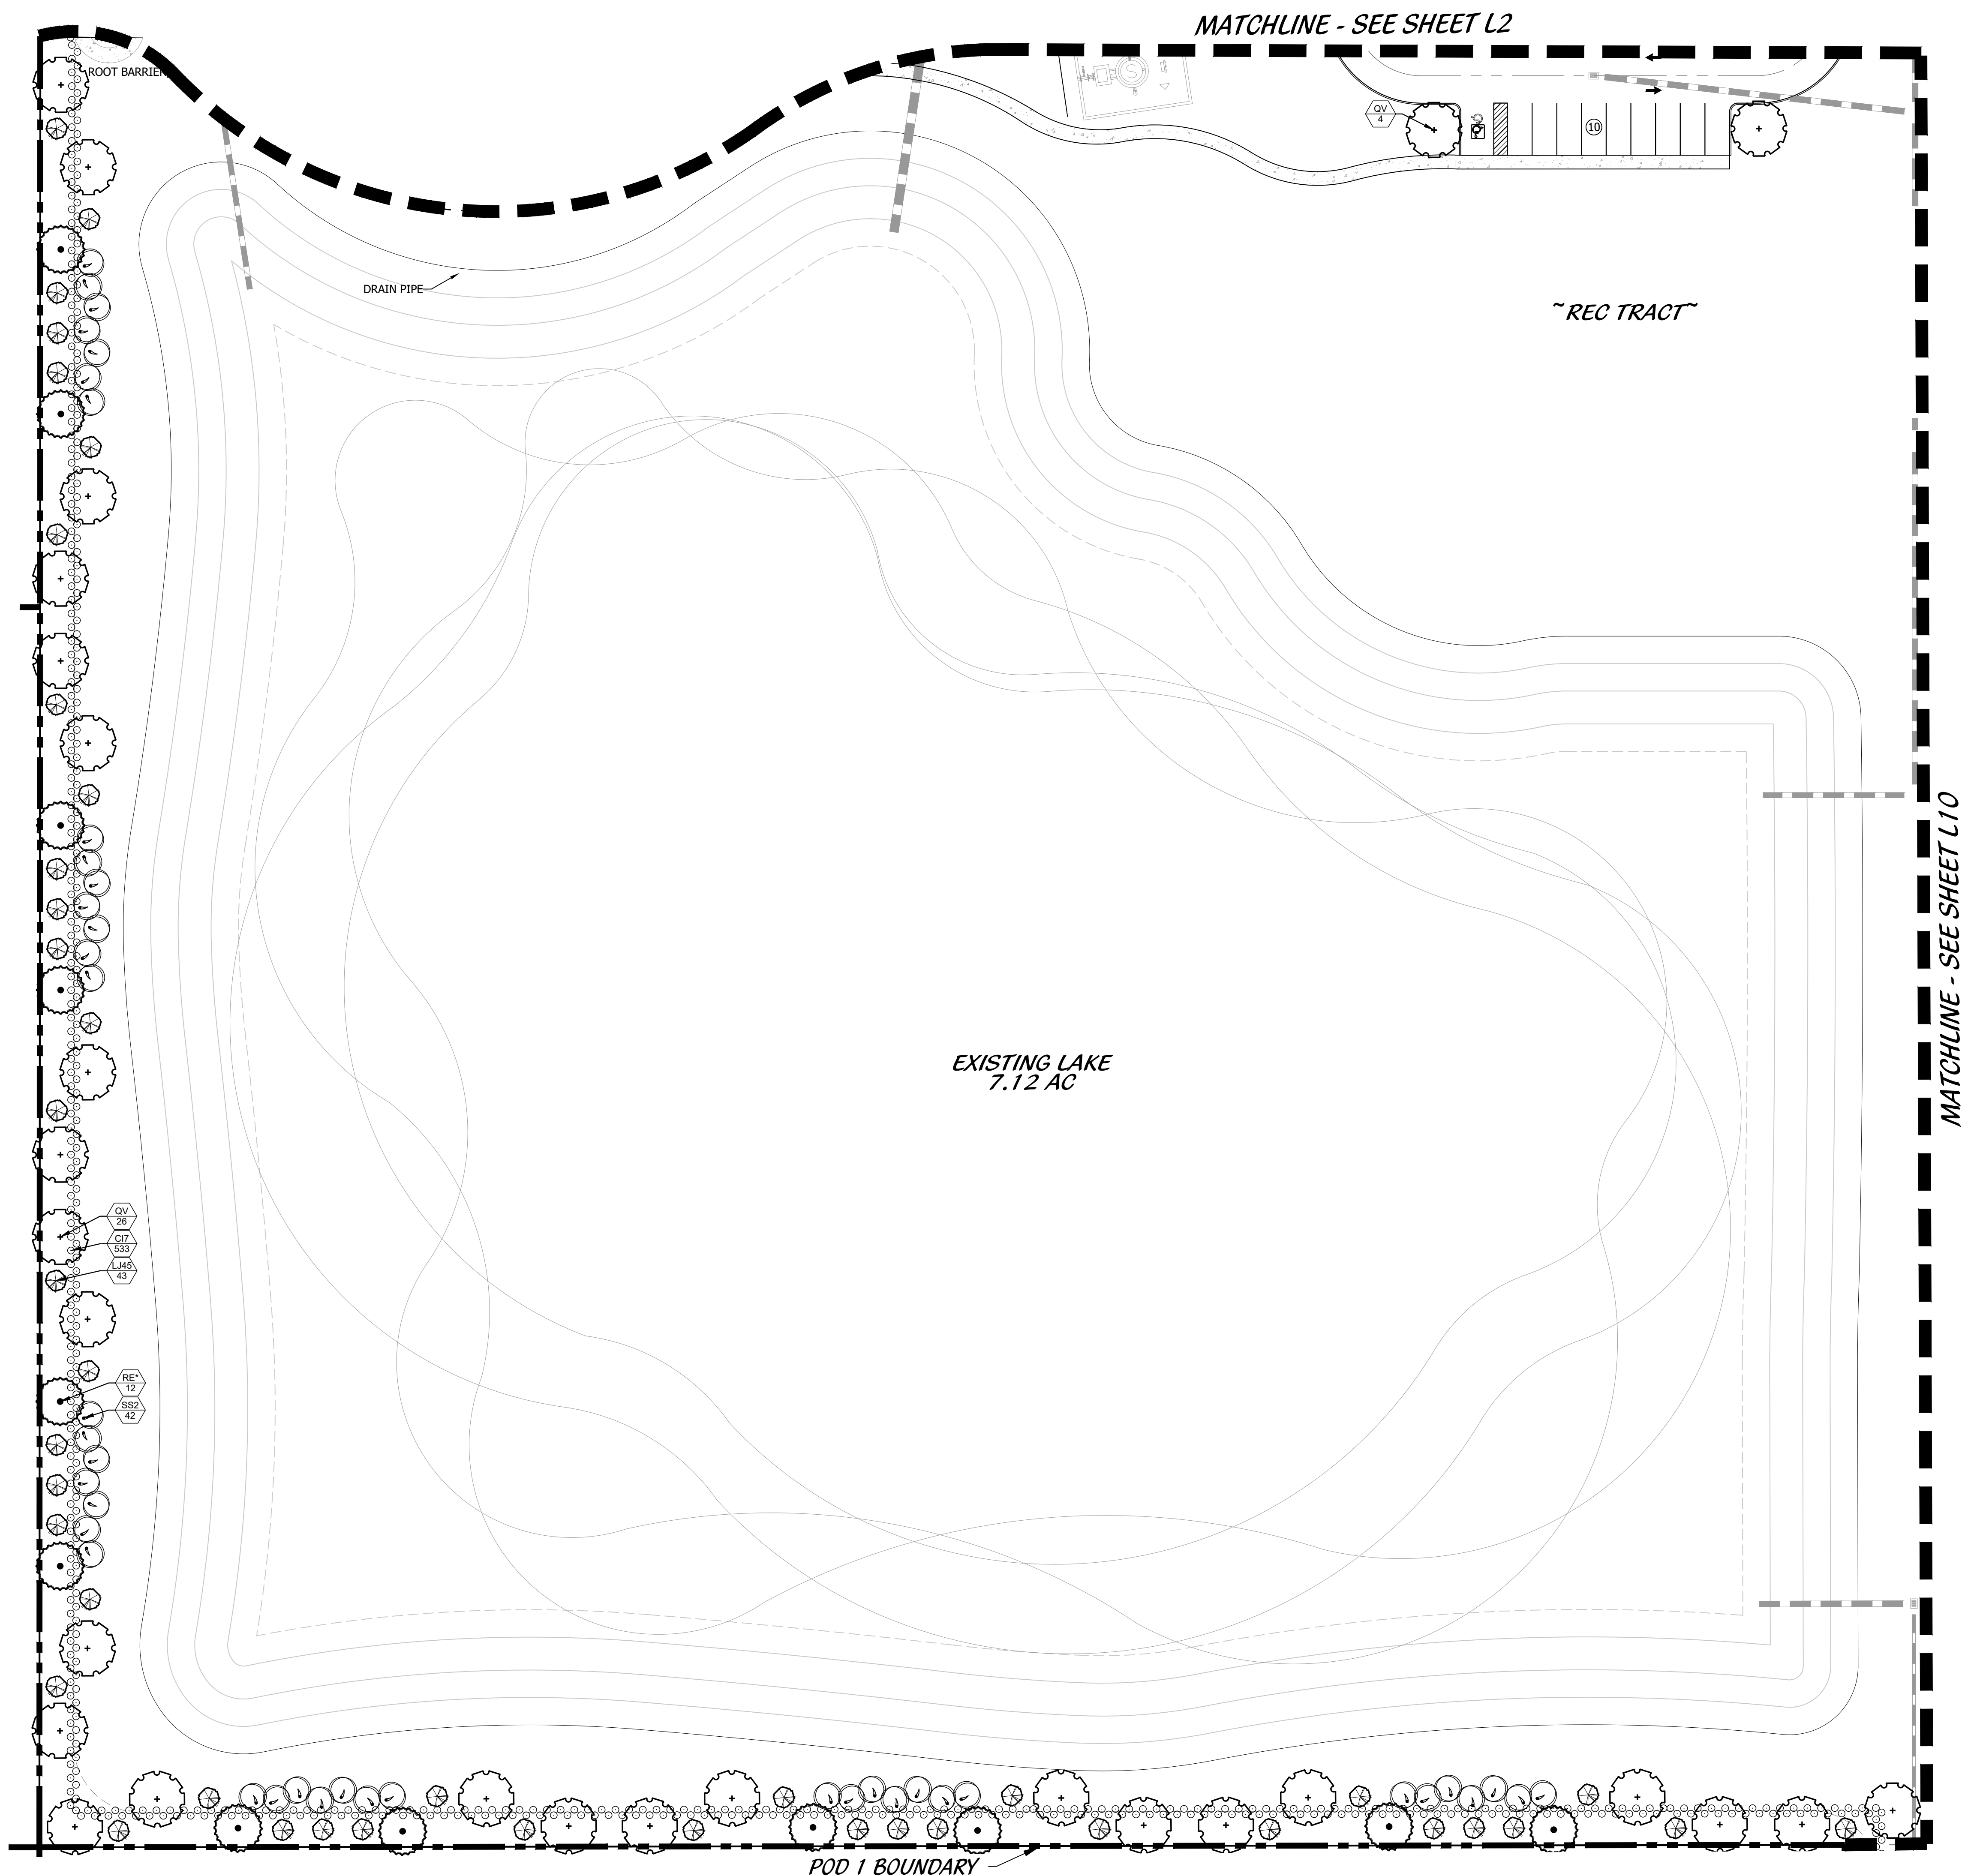 MATCHLINE - SEE SHEET L2
ROOT BARRIER
QV
4
10
DRAIN PIPE
~REC TRACT~
MATCHLINE - SEE SHEET L10
EXISTING LAKE
7.12 AC
QV
26
CI7
533
LJ45
43
RE*
12
SS2
42
POD 1 BOUNDARY